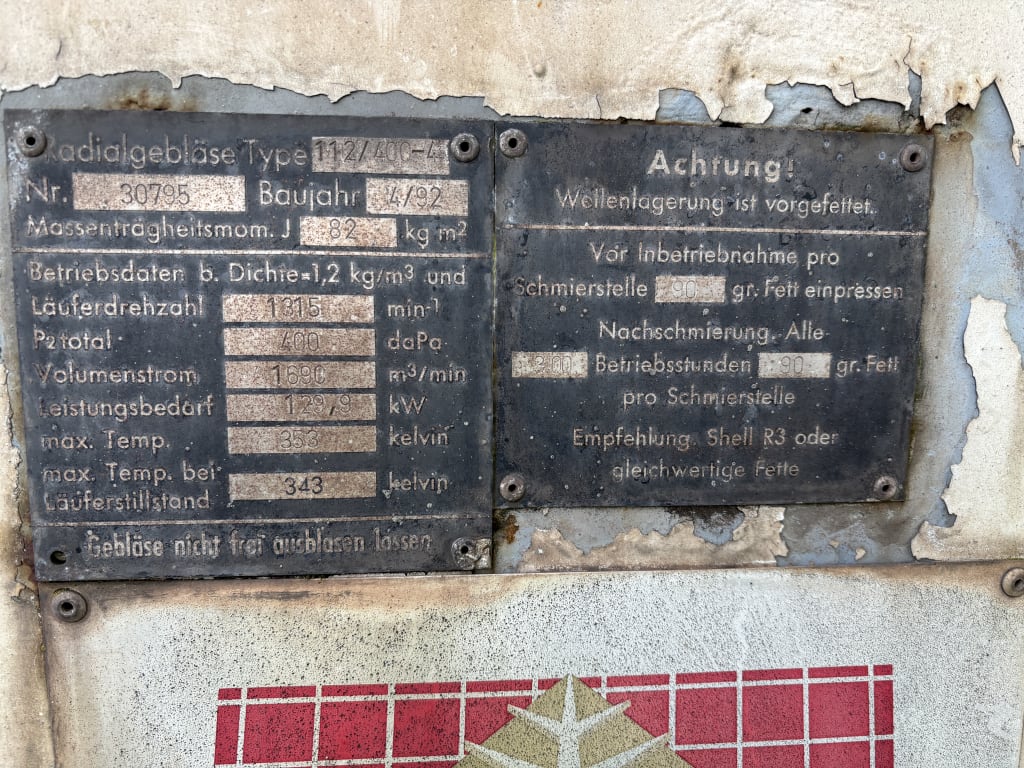 Radialgebläse Type 112/400-4
Nr. 30795 Baujahr 4/92
Massenträgheitsmom. J 82 kg m²
Betriebsdaten b. Dichte=1,2 kg/m³ und
Läuferdrehzahl 1315 min-1
P2total 400 daPa
Volumenstrom 1680 m³/min
Leistungsbedarf 129,9 kW
max. Temp. 353 kelvin
max. Temp. bei
Läuferstillstand 343 kelvin
Gebläse nicht frei ausblasen lassen
Achtung!
Wellenlagerung ist vorgefettet.
Vor Inbetriebnahme pro
Schmierstelle 90 gr. Fett einpressen
Nachschmierung. Alle
Betriebsstunden 90 gr. Fett
pro Schmierstelle
Empfehlung. Shell R3 oder
gleichwertige Fette